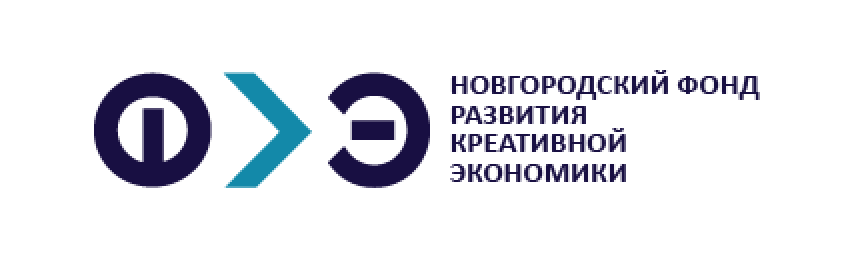 Ф>Э
НОВГОРОДСКИЙ ФОНД
РАЗВИТИЯ
КРЕАТИВНОЙ
ЭКОНОМИКИ